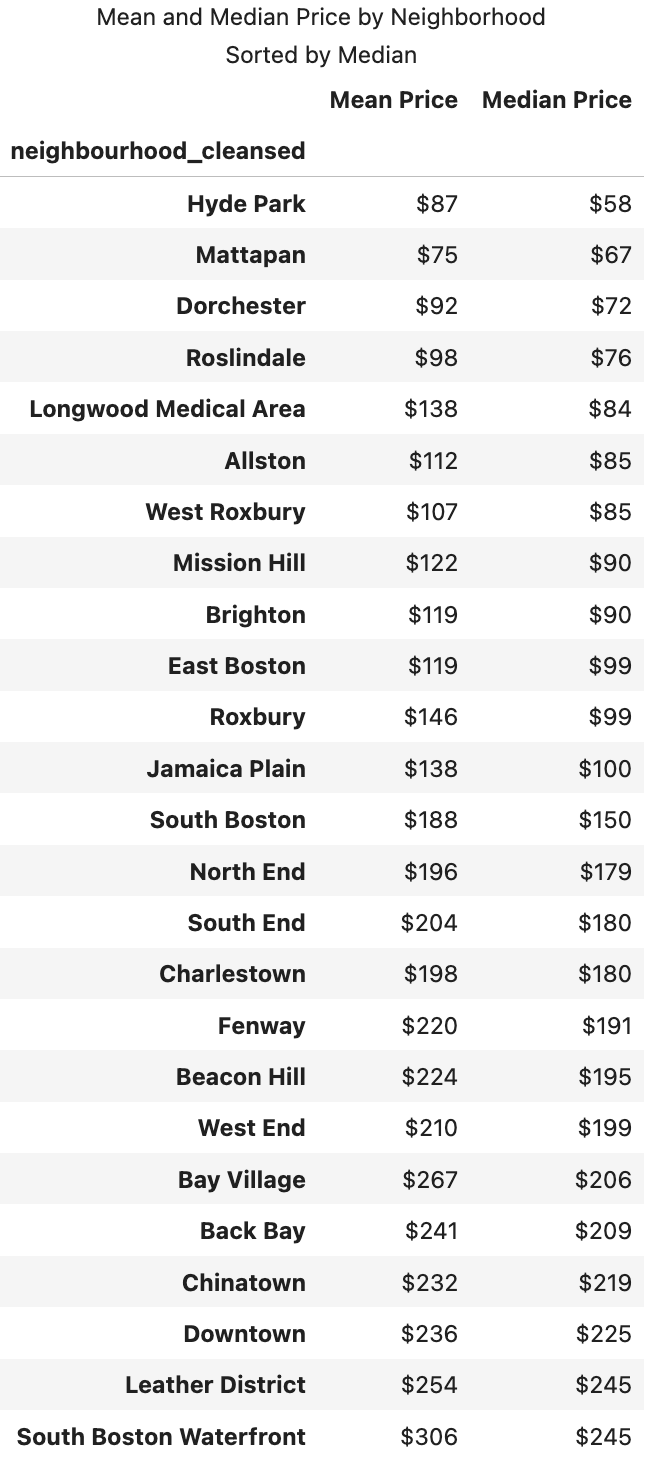 Mean and Median Price by Neighborhood
Sorted by Median
Mean Price Median Price
neighbourhood_cleansed
Hyde Park $87 $58
Mattapan $75 $67
Dorchester $92 $72
Roslindale $98 $76
Longwood Medical Area $138 $84
Allston $112 $85
West Roxbury $107 $85
Mission Hill $122 $90
Brighton $119 $90
East Boston $119 $99
Roxbury $146 $99
Jamaica Plain $138 $100
South Boston $188 $150
North End $196 $179
South End $204 $180
Charlestown $198 $180
Fenway $220 $191
Beacon Hill $224 $195
West End $210 $199
Bay Village $267 $206
Back Bay $241 $209
Chinatown $232 $219
Downtown $236 $225
Leather District $254 $245
South Boston Waterfront $306 $245